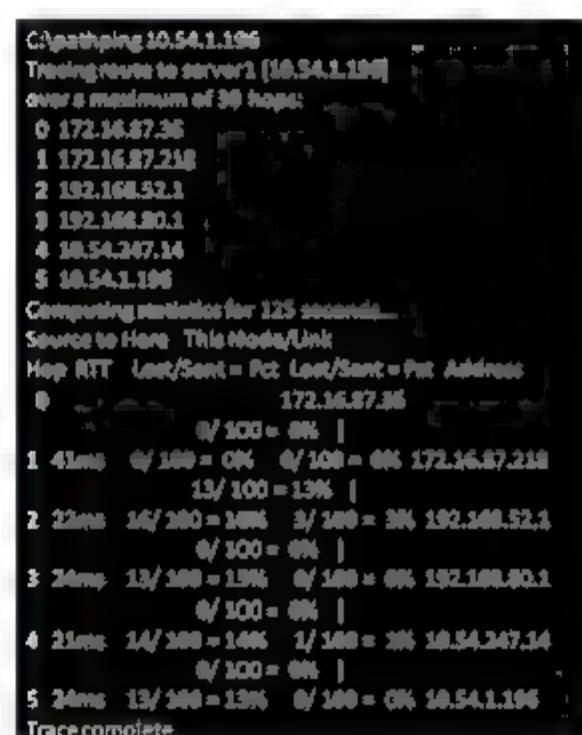 C:\pathping 10.54.1.196
Tracing route to server1 [10.54.1.196]
over a maximum of 30 hops:
0 172.16.87.35
1 172.16.87.218
2 192.168.52.1
3 192.168.80.1
4 10.54.247.14
5 10.54.1.196
Computing statistics for 125 seconds...
Source to Here This Node/Link
Hop RTT Lost/Sent = Pct Lost/Sent = Pct Address
0 172.16.87.35
0/ 100 = 0% |
1 41ms 0/ 100 = 0% 0/ 100 = 0% 172.16.87.218
13/ 100 = 13% |
2 22ms 16/ 100 = 16% 3/ 100 = 3% 192.168.52.1
0/ 100 = 0% |
3 24ms 13/ 100 = 13% 0/ 100 = 0% 192.168.80.1
0/ 100 = 0% |
4 21ms 14/ 100 = 14% 1/ 100 = 1% 10.54.247.14
0/ 100 = 0% |
5 24ms 13/ 100 = 13% 0/ 100 = 0% 10.54.1.196
Trace complete